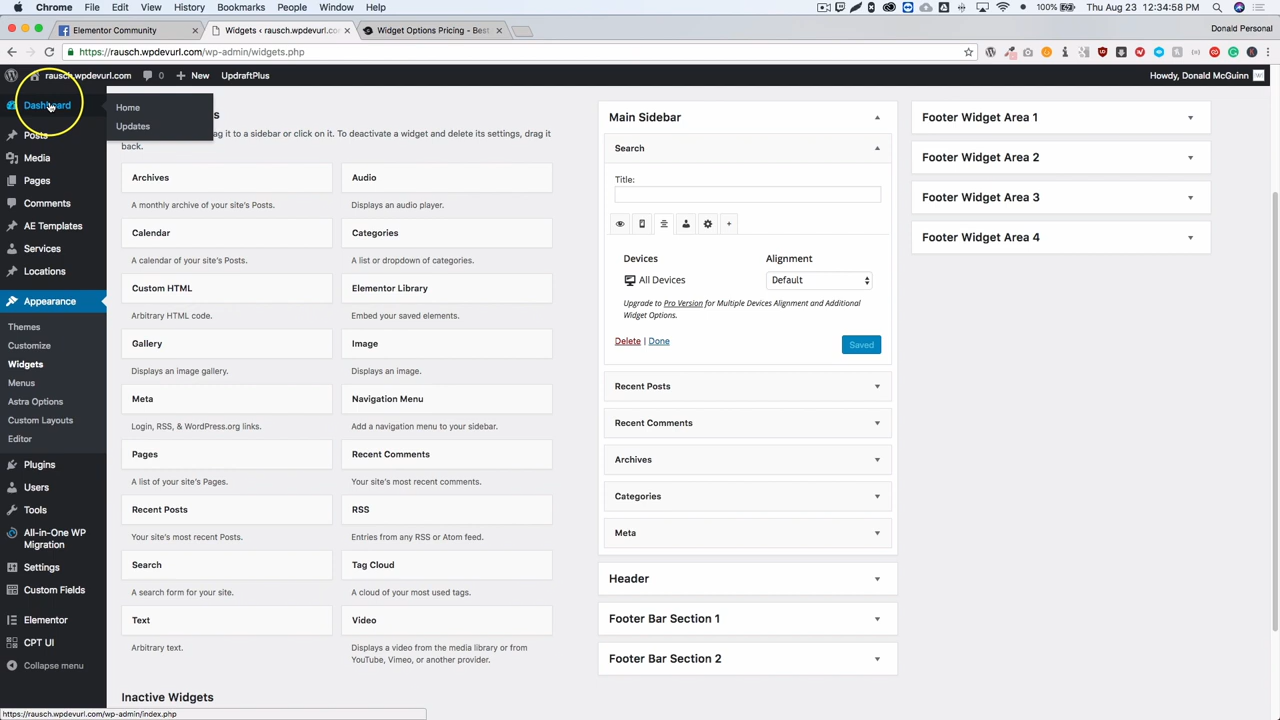 Chrome File Edit View History Bookmarks People Window Help
100% Thu Aug 23 12:34:58 PM
Elementor Community
Widgets ‹ rausch.wpdevurl.com
Widget Options Pricing - Best
Donald Personal
https://rausch.wpdevurl.com/wp-admin/widgets.php
rausch.wpdevurl.com 0 + New UpdraftPlus
Howdy, Donald McGuinn
Dashboard
Home
Updates
Posts
Media
Pages
Comments
AE Templates
Services
Locations
Appearance
Themes
Customize
Widgets
Menus
Astra Options
Custom Layouts
Editor
Plugins
Users
Tools
All-in-One WP
Migration
Settings
Custom Fields
Elementor
CPT UI
Collapse menu
s
ag it to a sidebar or click on it. To deactivate a widget and delete its settings, drag it
back.
Archives
A monthly archive of your site's Posts.
Audio
Displays an audio player.
Calendar
A calendar of your site's Posts.
Categories
A list or dropdown of categories.
Custom HTML
Arbitrary HTML code.
Elementor Library
Embed your saved elements.
Gallery
Displays an image gallery.
Image
Displays an image.
Meta
Login, RSS, & WordPress.org links.
Navigation Menu
Add a navigation menu to your sidebar.
Pages
A list of your site's Pages.
Recent Comments
Your site's most recent comments.
Recent Posts
Your site's most recent Posts.
RSS
Entries from any RSS or Atom feed.
Search
A search form for your site.
Tag Cloud
A cloud of your most used tags.
Text
Arbitrary text.
Video
Displays a video from the media library or from
YouTube, Vimeo, or another provider.
Inactive Widgets
Main Sidebar
Search
Title:
Devices
All Devices
Alignment
Default
Upgrade to Pro Version for Multiple Devices Alignment and Additional
Widget Options.
Delete | Done
Saved
Recent Posts
Recent Comments
Archives
Categories
Meta
Header
Footer Bar Section 1
Footer Bar Section 2
Footer Widget Area 1
Footer Widget Area 2
Footer Widget Area 3
Footer Widget Area 4
https://rausch.wpdevurl.com/wp-admin/index.php